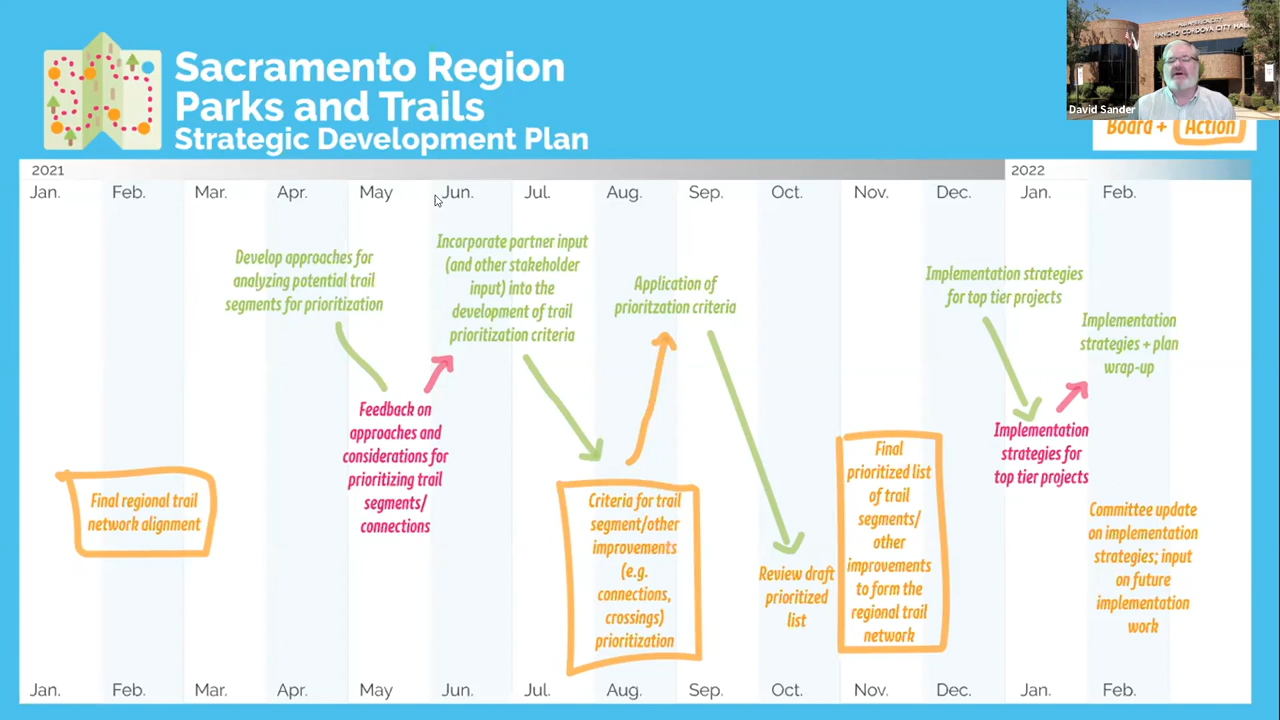 Sacramento Region
Parks and Trails
Strategic Development Plan
RANCHO CORDOVA CITY HALL
David Sander
Board + Action
2021
2022
Jan.
Feb.
Mar.
Apr.
May
Jun.
Jul.
Aug.
Sep.
Oct.
Nov.
Dec.
Jan.
Feb.
Develop approaches for
analyzing potential trail
segments for prioritization
Incorporate partner input
(and other stakeholder
input) into the
development of trail
prioritization criteria
Application of
prioritzation criteria
Implementation strategies
for top tier projects
Implementation
strategies + plan
wrap-up
Feedback on
approaches and
considerations for
prioritizing trail
segments/
connections
Implementation
strategies for
top tier projects
Final regional trail
network alignment
Criteria for trail
segment/other
improvements
(e.g.
connections,
crossings)
prioritization
Review draft
prioritized
list
Final
prioritized list
of trail
segments/
other
improvements
to form the
regional trail
network
Committee update
on implementation
strategies; input
on future
implementation
work
Jan.
Feb.
Mar.
Apr.
May
Jun.
Jul.
Aug.
Sep.
Oct.
Nov.
Dec.
Jan.
Feb.